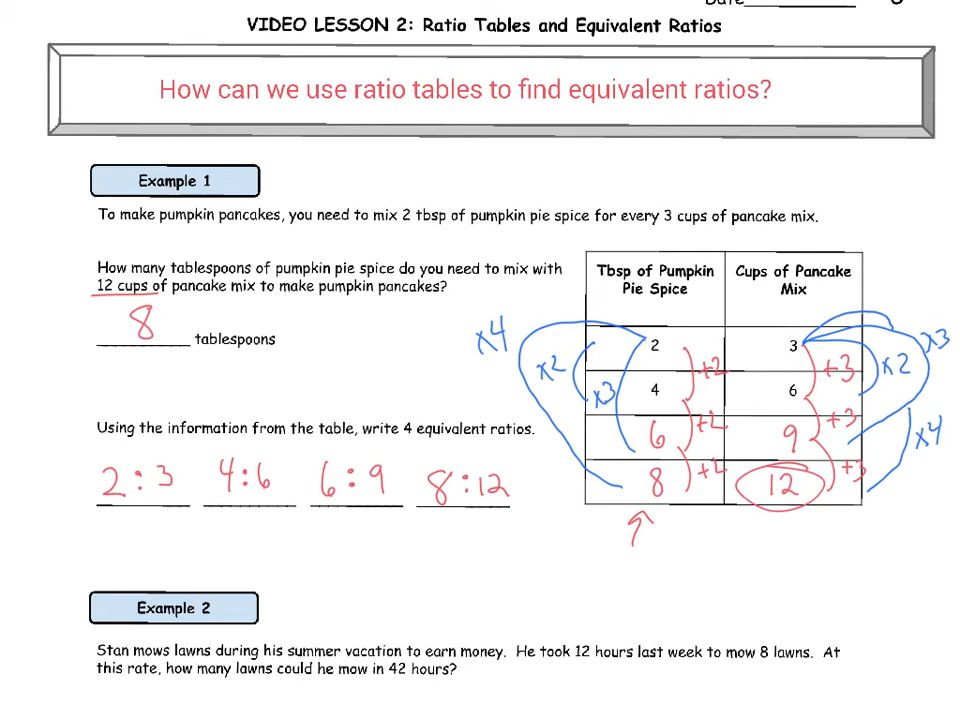 Date
VIDEO LESSON 2: Ratio Tables and Equivalent Ratios
How can we use ratio tables to find equivalent ratios?
Example 1
To make pumpkin pancakes, you need to mix 2 tbsp of pumpkin pie spice for every 3 cups of pancake mix.
How many tablespoons of pumpkin pie spice do you need to mix with
12 cups of pancake mix to make pumpkin pancakes?
8 tablespoons
Using the information from the table, write 4 equivalent ratios.
2:3 4:6 6:9 8:12
Tbsp of Pumpkin Pie Spice Cups of Pancake Mix
2 3
4 6
6 9
8 12
x4 x2 x3
+2 +2 +2
+3 +3 +3
x2 x3 x4
Example 2
Stan mows lawns during his summer vacation to earn money. He took 12 hours last week to mow 8 lawns. At
this rate, how many lawns could he mow in 42 hours?